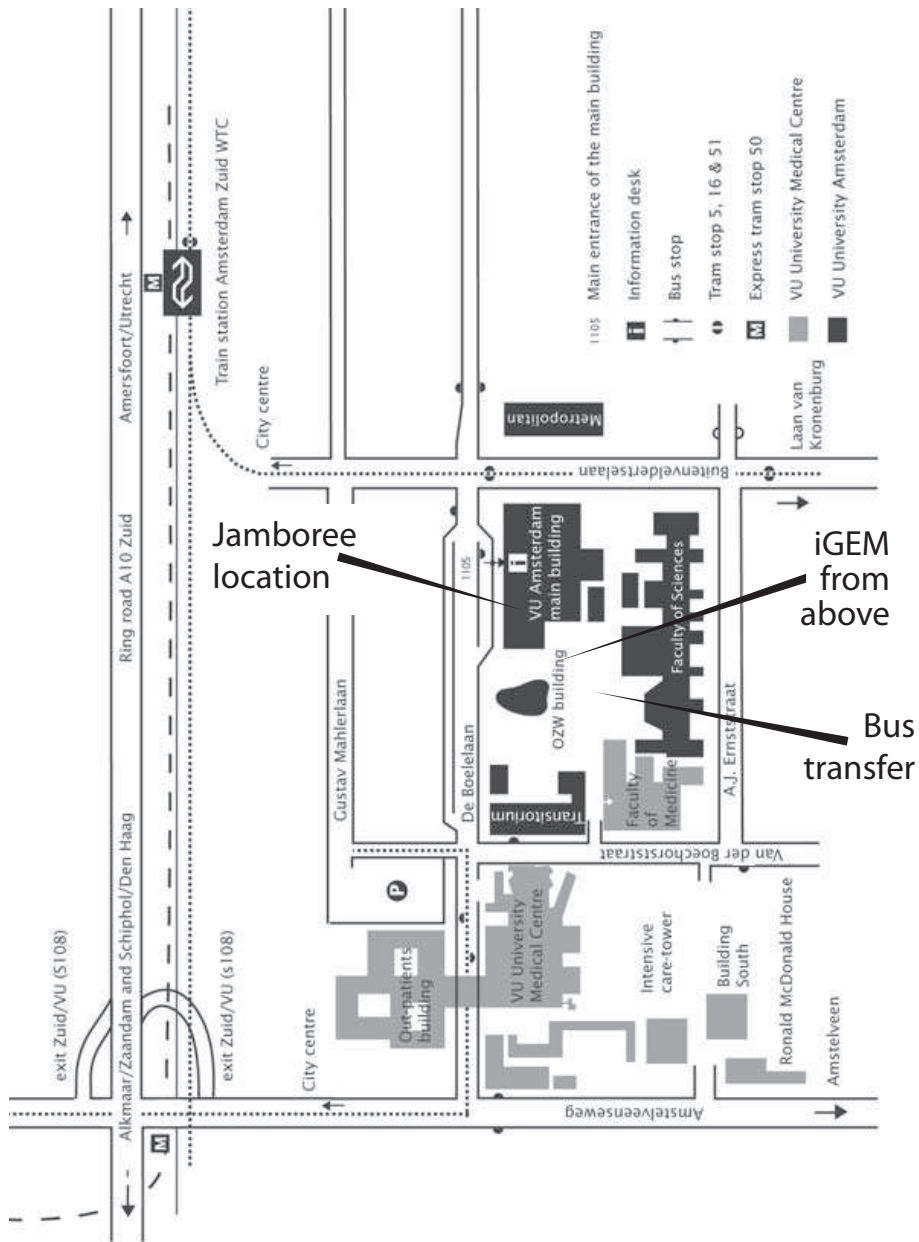 Alkmaar/Zaandam and Schiphol/Den Haag
Ring road A10 Zuid
Amersfoort/Utrecht
exit Zuid/VU (S108)
exit Zuid/VU (s108)
M
M
Train station Amsterdam Zuid WTC
City centre
City centre
Gustav Mahlerlaan
De Boelelaan
1105
P
Out-patients
building
VU University
Medical Centre
Intensive
care-tower
Building
South
Ronald McDonald House
Amstelveen
Amstelveenseweg
Van der Boechorststraat
Transitorium
Faculty
of
Medicine
OZW building
VU Amsterdam
main building
i
Faculty of Sciences
A.J. Ernststraat
Buitenveldertselaan
Metropolitan
Laan van
Kronenburg
Jamboree
location
iGEM
from
above
Bus
transfer
1105 Main entrance of the main building
i Information desk
Bus stop
Tram stop 5, 16 & 51
M Express tram stop 50
VU University Medical Centre
VU University Amsterdam